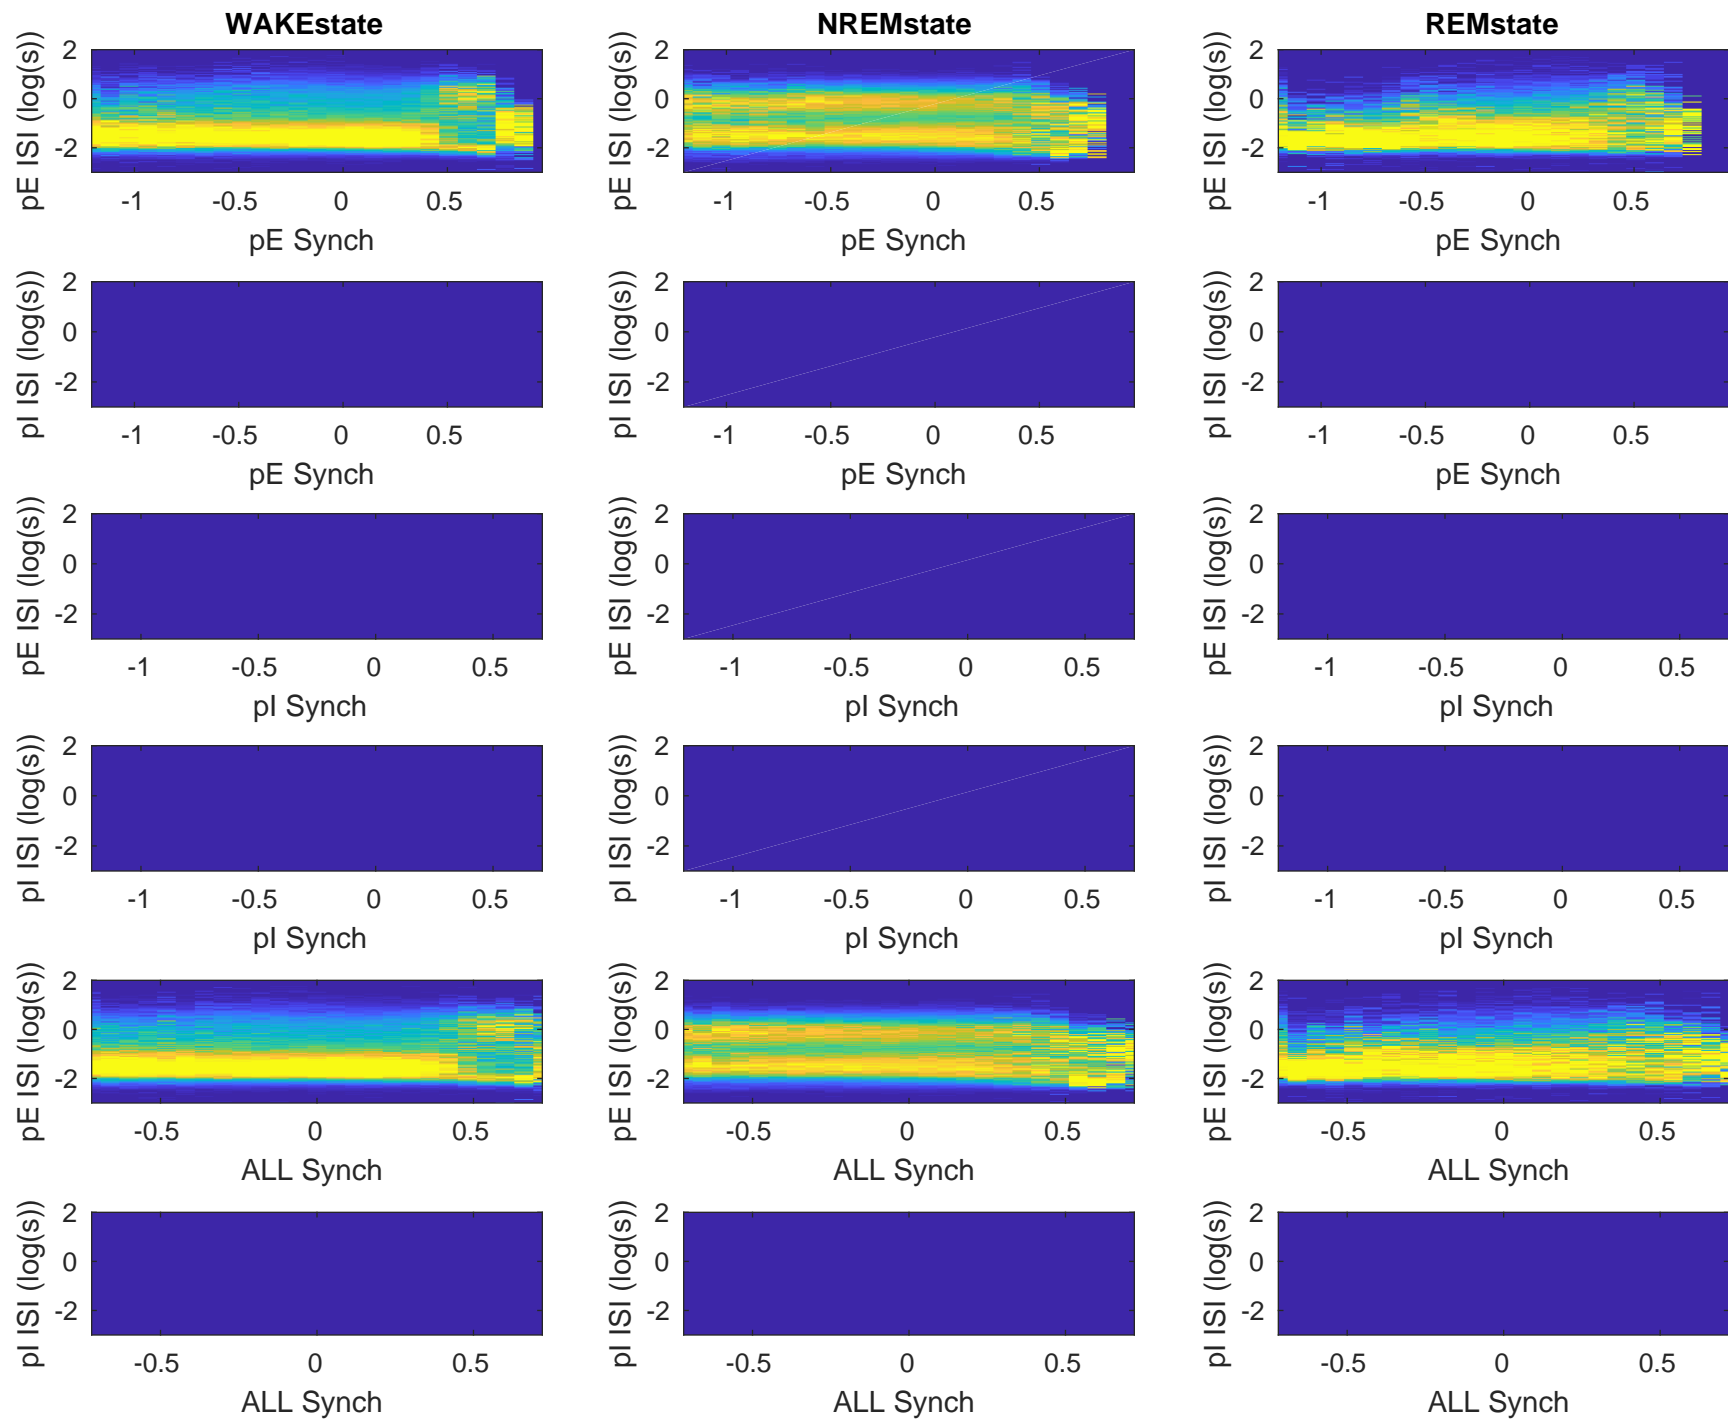 WAKEstate NREMstate REMstate
pE ISI (log(s)) 2 0 -2 pE ISI (log(s)) 2 0 -2 pE ISI (log(s)) 2 0 -2
-1 -0.5 0 0.5 -1 -0.5 0 0.5 -1 -0.5 0 0.5
pE Synch pE Synch pE Synch
pI ISI (log(s)) 2 0 -2 pI ISI (log(s)) 2 0 -2 pI ISI (log(s)) 2 0 -2
-1 -0.5 0 0.5 -1 -0.5 0 0.5 -1 -0.5 0 0.5
pE Synch pE Synch pE Synch
pE ISI (log(s)) 2 0 -2 pE ISI (log(s)) 2 0 -2 pE ISI (log(s)) 2 0 -2
-1 -0.5 0 0.5 -1 -0.5 0 0.5 -1 -0.5 0 0.5
pI Synch pI Synch pI Synch
pI ISI (log(s)) 2 0 -2 pI ISI (log(s)) 2 0 -2 pI ISI (log(s)) 2 0 -2
-1 -0.5 0 0.5 -1 -0.5 0 0.5 -1 -0.5 0 0.5
pI Synch pI Synch pI Synch
pE ISI (log(s)) 2 0 -2 pE ISI (log(s)) 2 0 -2 pE ISI (log(s)) 2 0 -2
-0.5 0 0.5 -0.5 0 0.5 -0.5 0 0.5
ALL Synch ALL Synch ALL Synch
pI ISI (log(s)) 2 0 -2 pI ISI (log(s)) 2 0 -2 pI ISI (log(s)) 2 0 -2
-0.5 0 0.5 -0.5 0 0.5 -0.5 0 0.5
ALL Synch ALL Synch ALL Synch